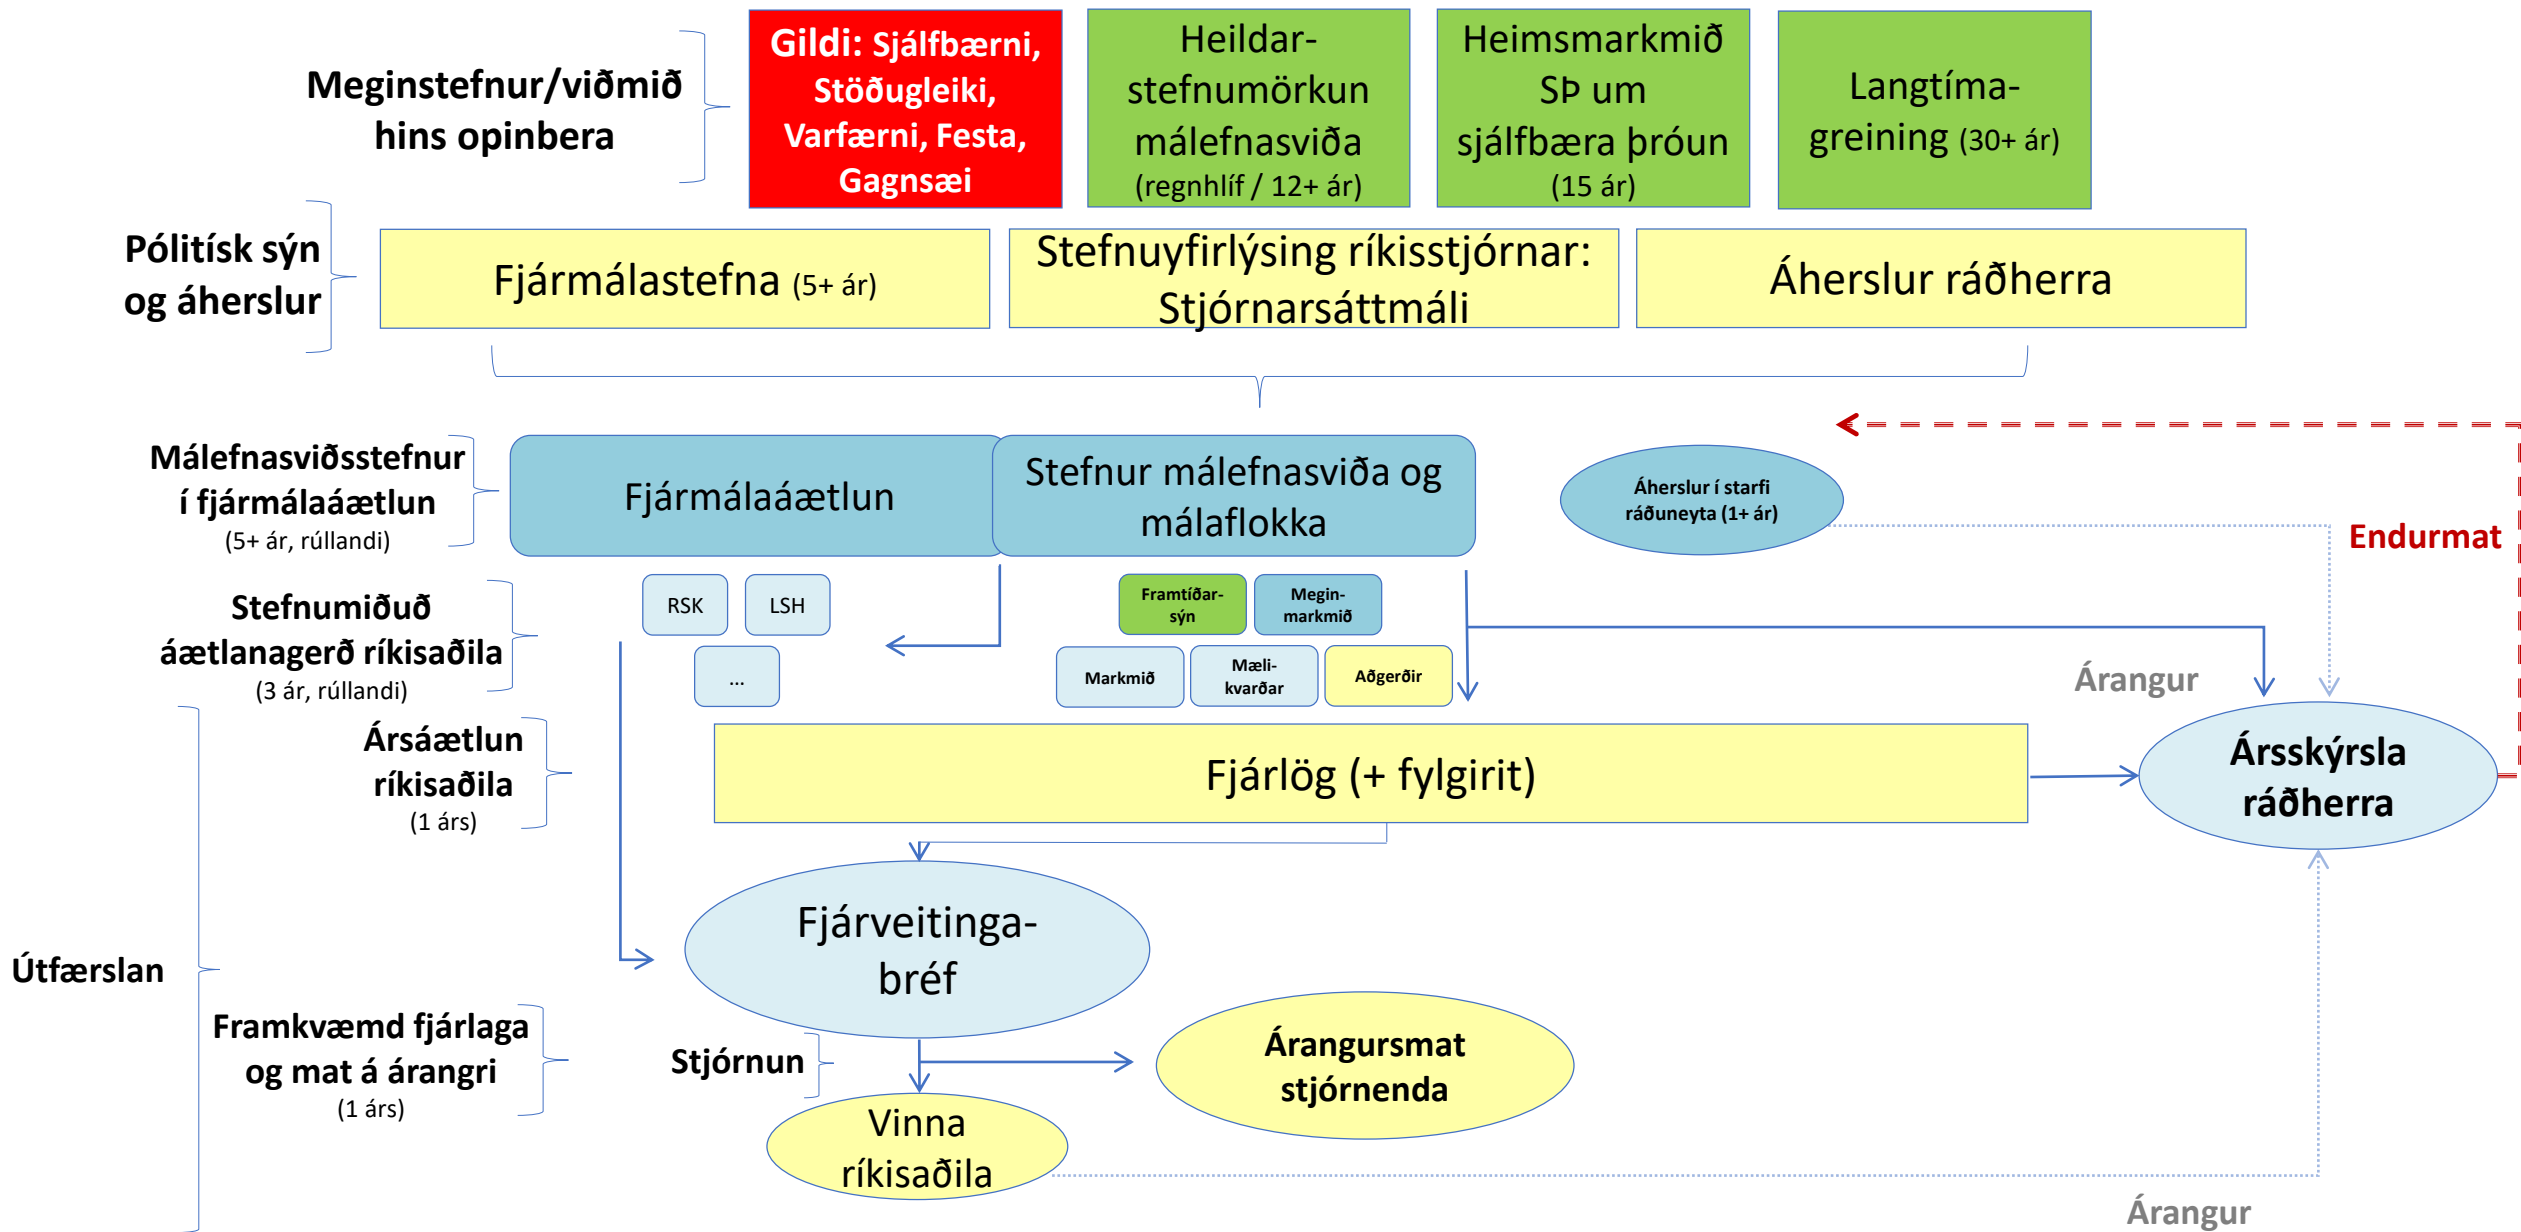 Meginstefnur/viðmið
hins opinbera
Gildi: Sjálfbærni,
Stöðugleiki,
Varfærni, Festa,
Gagnsæi
Heildar-
stefnumörkun
málefnasviða
(regnhlíf / 12+ ár)
Heimsmarkmið
SÞ um
sjálfbæra þróun
(15 ár)
Langtíma-
greining (30+ ár)
Pólitísk sýn
og áherslur
Fjármálastefna (5+ ár)
Stefnuyfirlýsing ríkisstjórnar:
Stjórnarsáttmáli
Áherslur ráðherra
Málefnasviðsstefnur
í fjármálaáætlun
(5+ ár, rúllandi)
Fjármálaáætlun
Stefnur málefnasviða og
málaflokka
Áherslur í starfi
ráðuneyta (1+ ár)
Endurmat
Stefnumiðuð
áætlanagerð ríkisaðila
(3 ár, rúllandi)
RSK
LSH
...
Framtíðar-
sýn
Megin-
markmið
Markmið
Mæli-
kvarðar
Aðgerðir
Árangur
Ársáætlun
ríkisaðila
(1 árs)
Fjárlög (+ fylgirit)
Ársskýrsla
ráðherra
Útfærslan
Fjárveitinga-
bréf
Framkvæmd fjárlaga
og mat á árangri
(1 árs)
Stjórnun
Árangursmat
stjórnenda
Vinna
ríkisaðila
Árangur